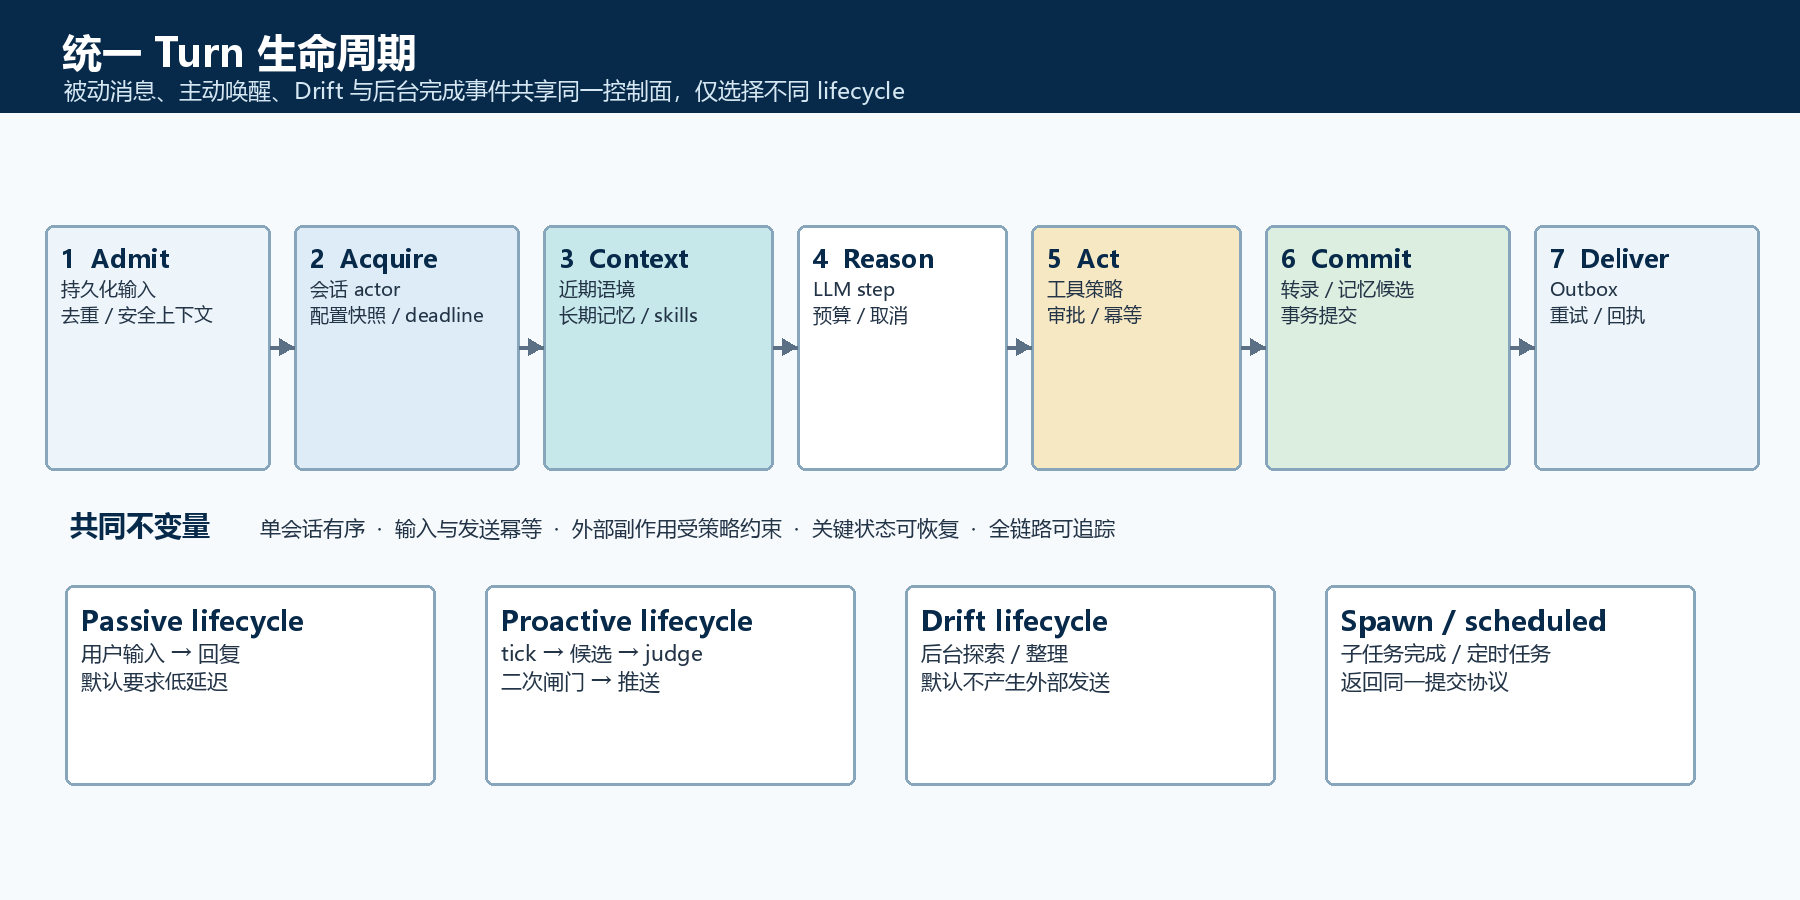 统一 Turn 生命周期
被动消息、主动唤醒、Drift 与后台完成事件共享同一控制面，仅选择不同 lifecycle
1 Admit
持久化输入
去重 / 安全上下文
2 Acquire
会话 actor
配置快照 / deadline
3 Context
近期语境
长期记忆 / skills
4 Reason
LLM step
预算 / 取消
5 Act
工具策略
审批 / 幂等
6 Commit
转录 / 记忆候选
事务提交
7 Deliver
Outbox
重试 / 回执
共同不变量
单会话有序 · 输入与发送幂等 · 外部副作用受策略约束 · 关键状态可恢复 · 全链路可追踪
Passive lifecycle
用户输入 → 回复
默认要求低延迟
Proactive lifecycle
tick → 候选 → judge
二次闸门 → 推送
Drift lifecycle
后台探索 / 整理
默认不产生外部发送
Spawn / scheduled
子任务完成 / 定时任务
返回同一提交协议